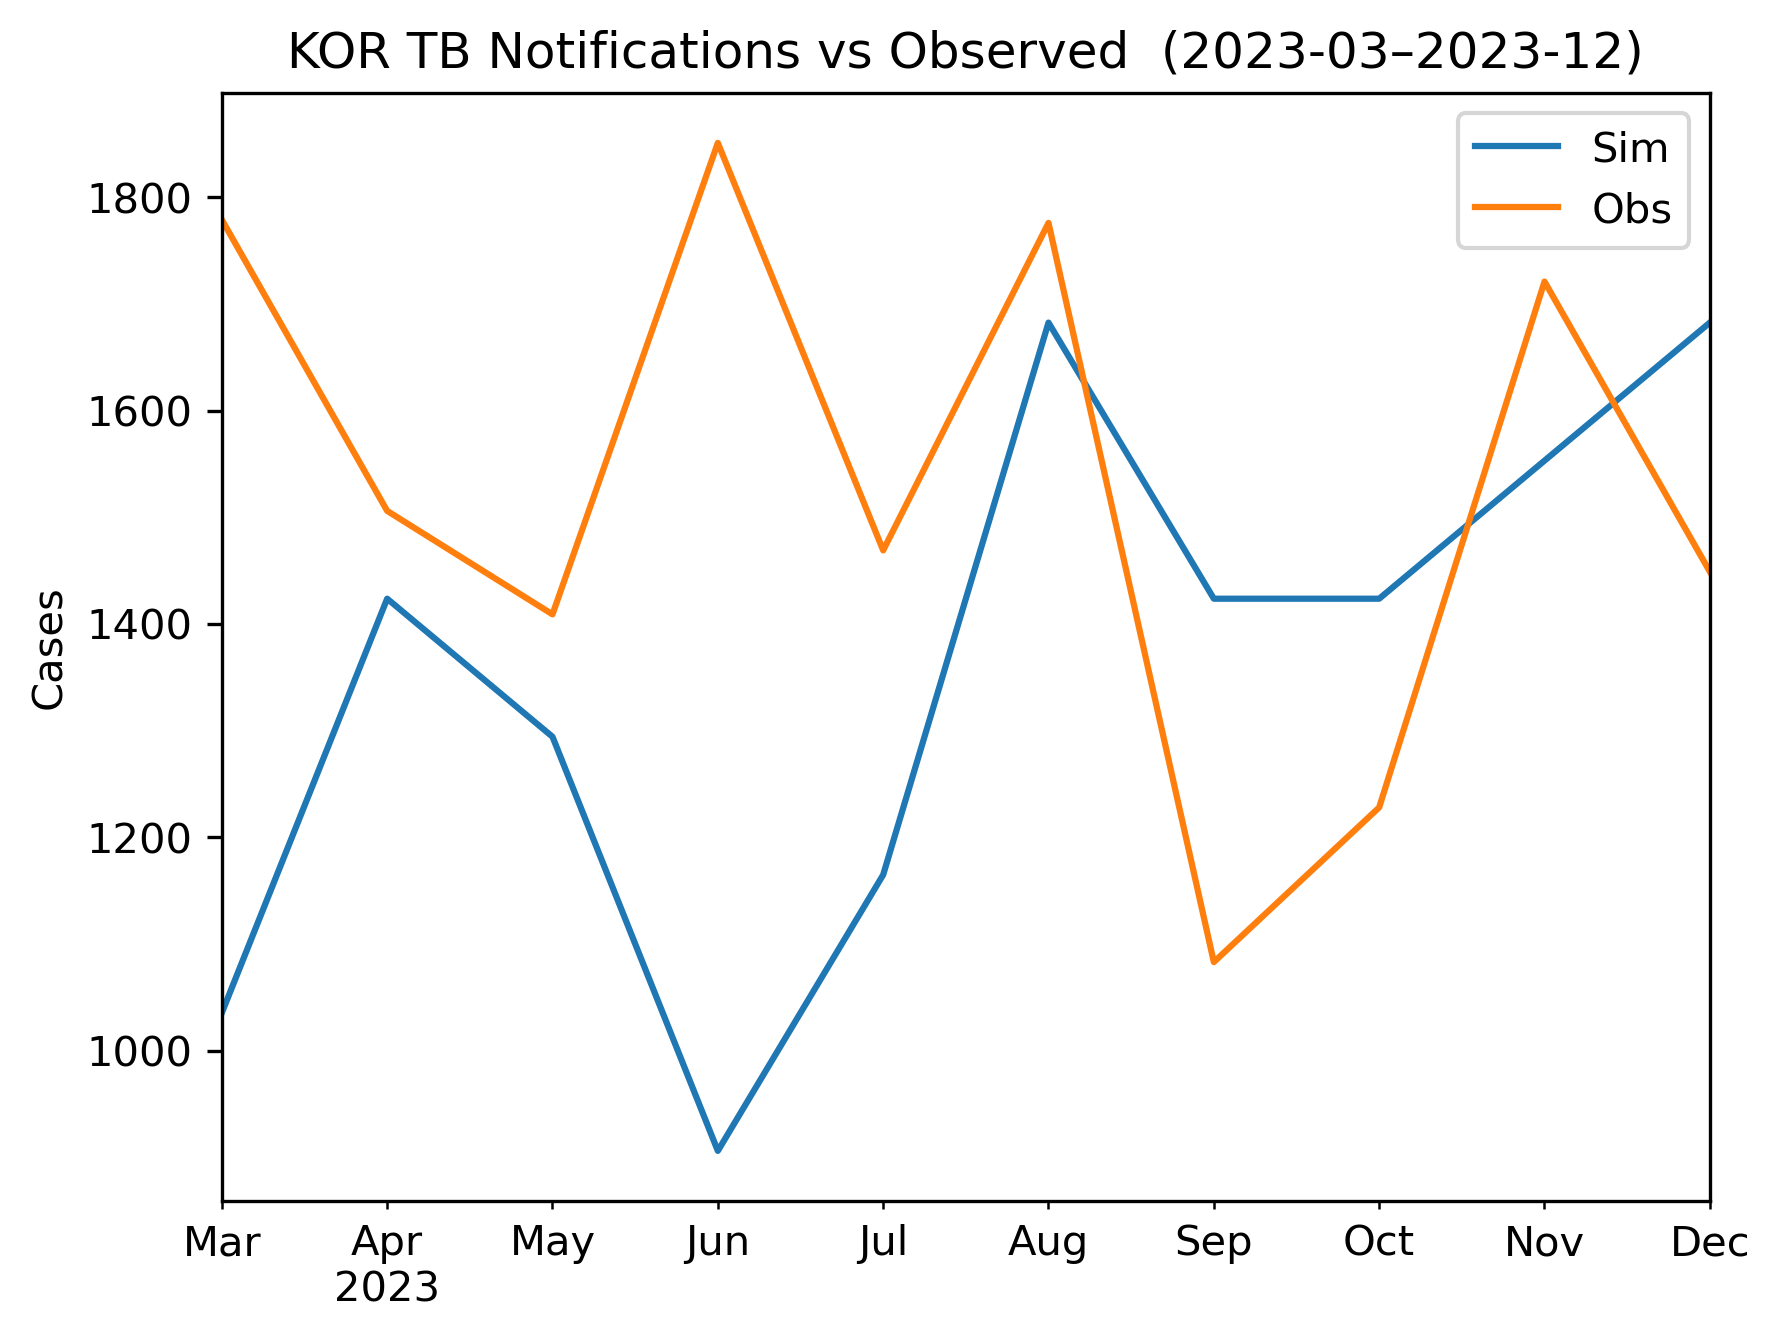 KOR TB Notifications vs Observed  (2023-03–2023-12)
Sim
Obs
Cases
1800
1600
1400
1200
1000
Mar Apr May Jun Jul Aug Sep Oct Nov Dec
2023